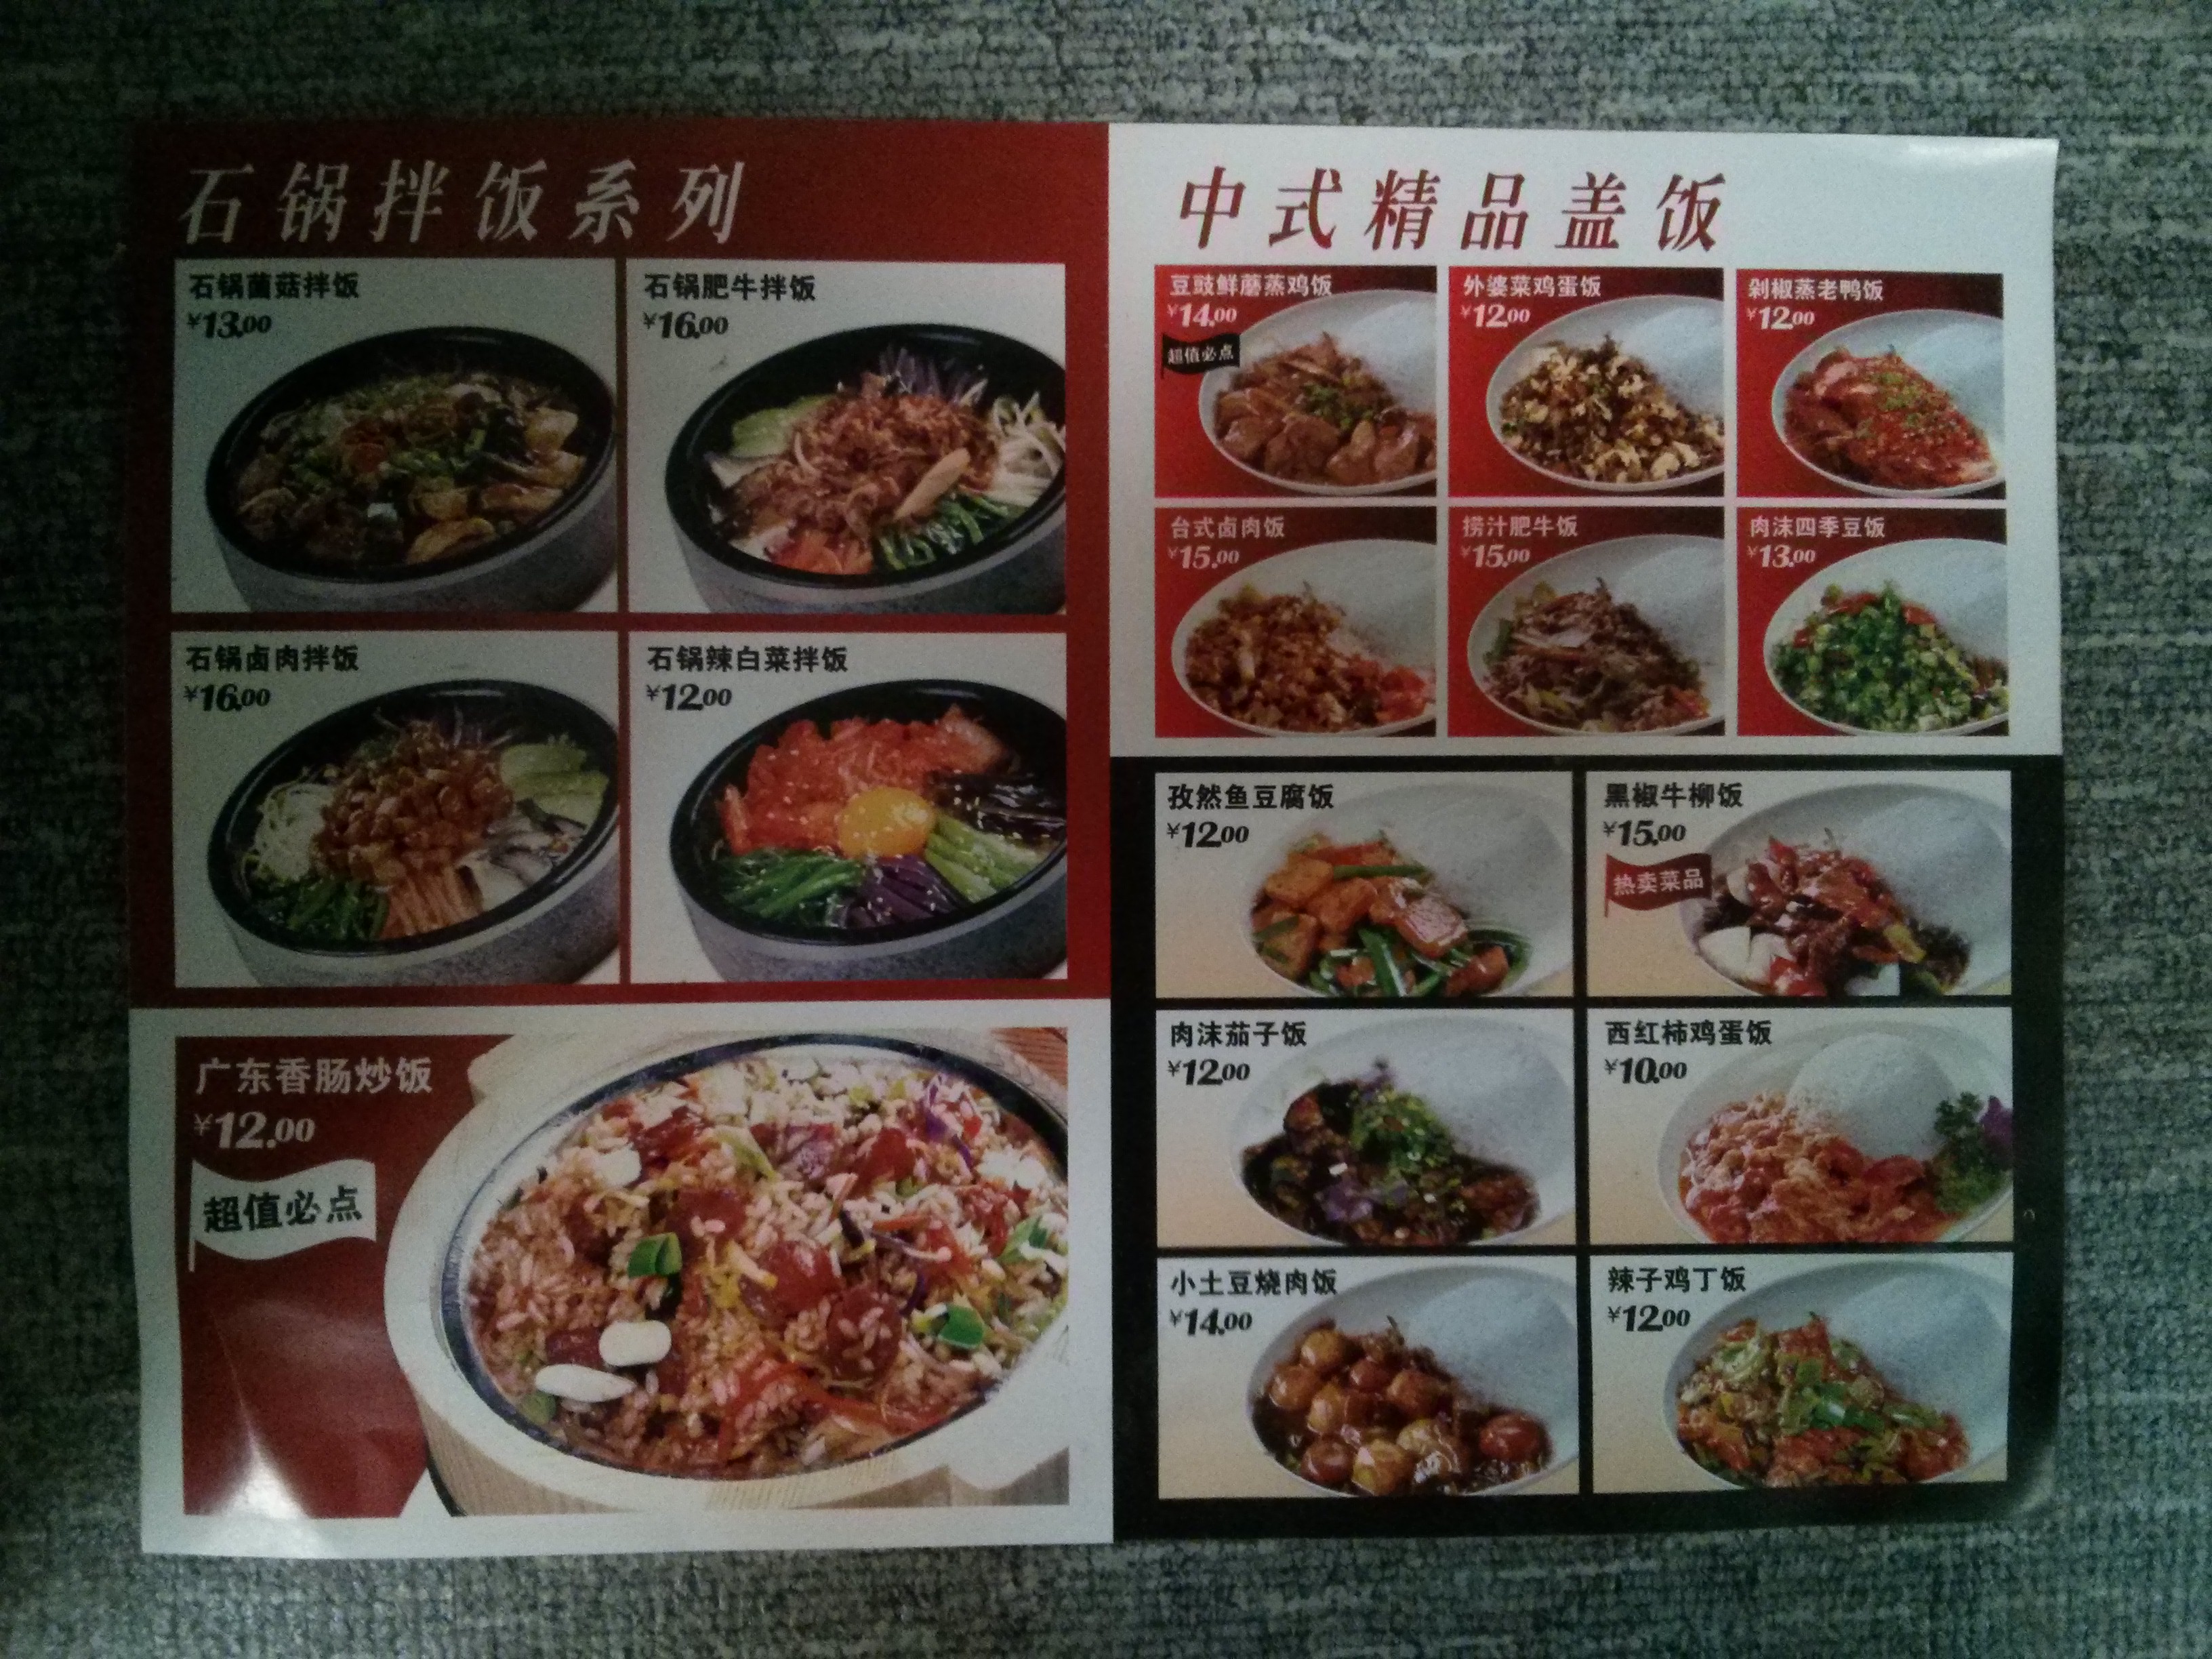 石锅拌饭系列
石锅菌菇拌饭
¥13.00
石锅肥牛拌饭
¥16.00
石锅卤肉拌饭
¥16.00
石锅辣白菜拌饭
¥12.00
广东香肠炒饭
¥12.00
超值必点
中式精品盖饭
豆豉鲜蘑蒸鸡饭
¥14.00
超值必点
外婆菜鸡蛋饭
¥12.00
剁椒蒸老鸭饭
¥12.00
台式卤肉饭
¥15.00
捞汁肥牛饭
¥15.00
肉沫四季豆饭
¥13.00
孜然鱼豆腐饭
¥12.00
黑椒牛柳饭
¥15.00
热卖菜品
肉沫茄子饭
¥12.00
西红柿鸡蛋饭
¥10.00
小土豆烧肉饭
¥14.00
辣子鸡丁饭
¥12.00